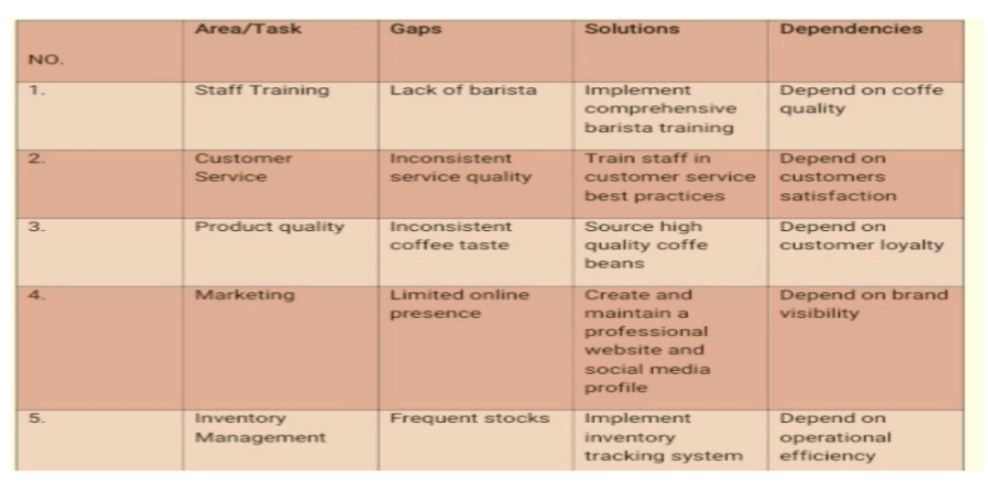 Area/Task Gaps Solutions Dependencies
NO.
1. Staff Training Lack of barista Implement Depend on coffe
comprehensive quality
barista training
2. Customer Inconsistent Train staff in Depend on
Service service quality customer service customers
best practices satisfaction
3. Product quality Inconsistent Source high Depend on
coffee taste quality coffe customer loyalty
beans
4. Marketing Limited online Create and Depend on brand
presence maintain a visibility
professional
website and
social media
profile
5. Inventory Frequent stocks Implement Depend on
Management inventory operational
tracking system efficiency